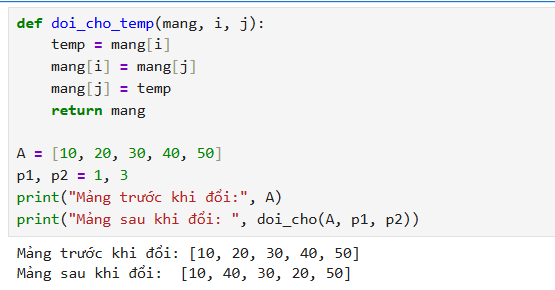 def doi_cho_temp(mang, i, j):
    temp = mang[i]
    mang[i] = mang[j]
    mang[j] = temp
    return mang

A = [10, 20, 30, 40, 50]
p1, p2 = 1, 3
print("Mảng trước khi đổi:", A)
print("Mảng sau khi đổi: ", doi_cho(A, p1, p2))
Mảng trước khi đổi: [10, 20, 30, 40, 50]
Mảng sau khi đổi:  [10, 40, 30, 20, 50]